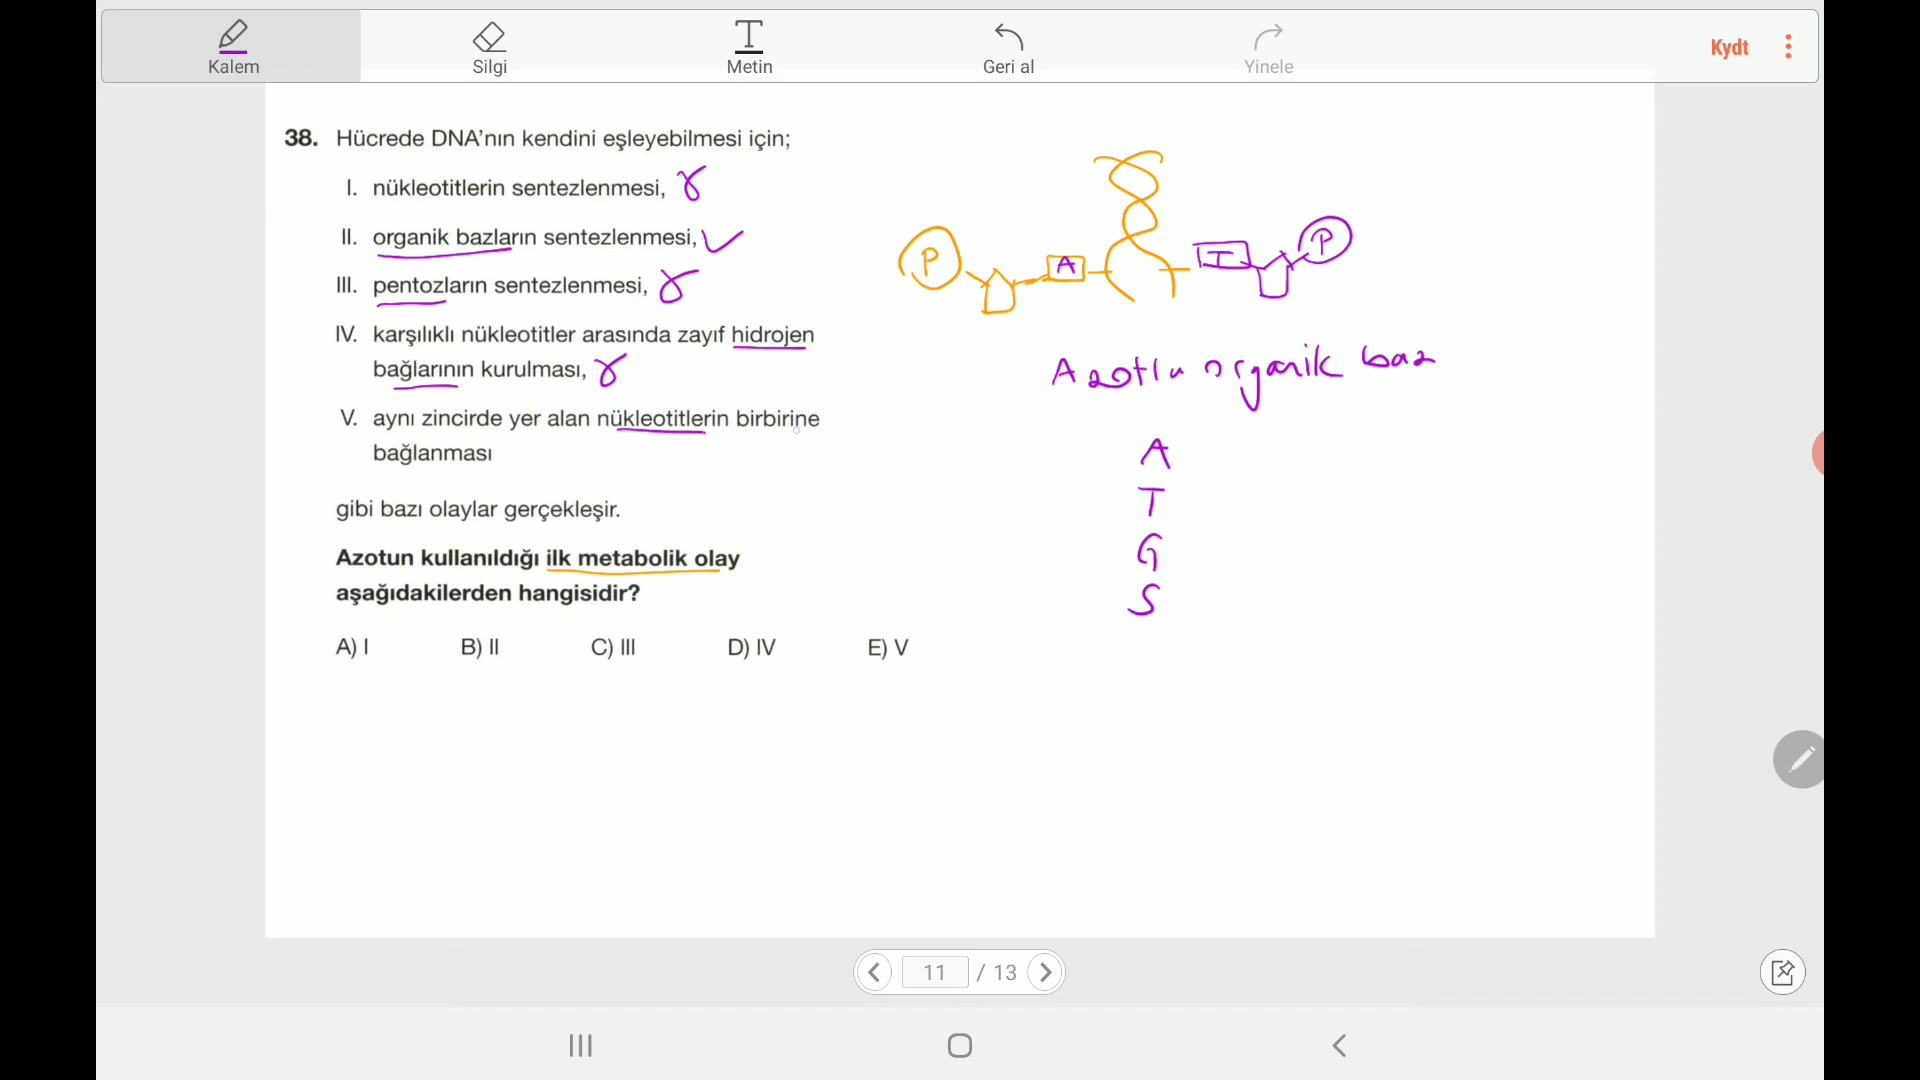 Kalem
Silgi
Metin
Geri al
Yinele
Kydt
38. Hücrede DNA'nın kendini eşleyebilmesi için;
I. nükleotitlerin sentezlenmesi,
II. organik bazların sentezlenmesi,
III. pentozların sentezlenmesi,
IV. karşılıklı nükleotitler arasında zayıf hidrojen
bağlarının kurulması,
V. aynı zincirde yer alan nükleotitlerin birbirine
bağlanması
gibi bazı olaylar gerçekleşir.
Azotun kullanıldığı ilk metabolik olay
aşağıdakilerden hangisidir?
A) I B) II C) III D) IV E) V
P A T P
Azotlu organik baz
A
T
G
S
11 / 13